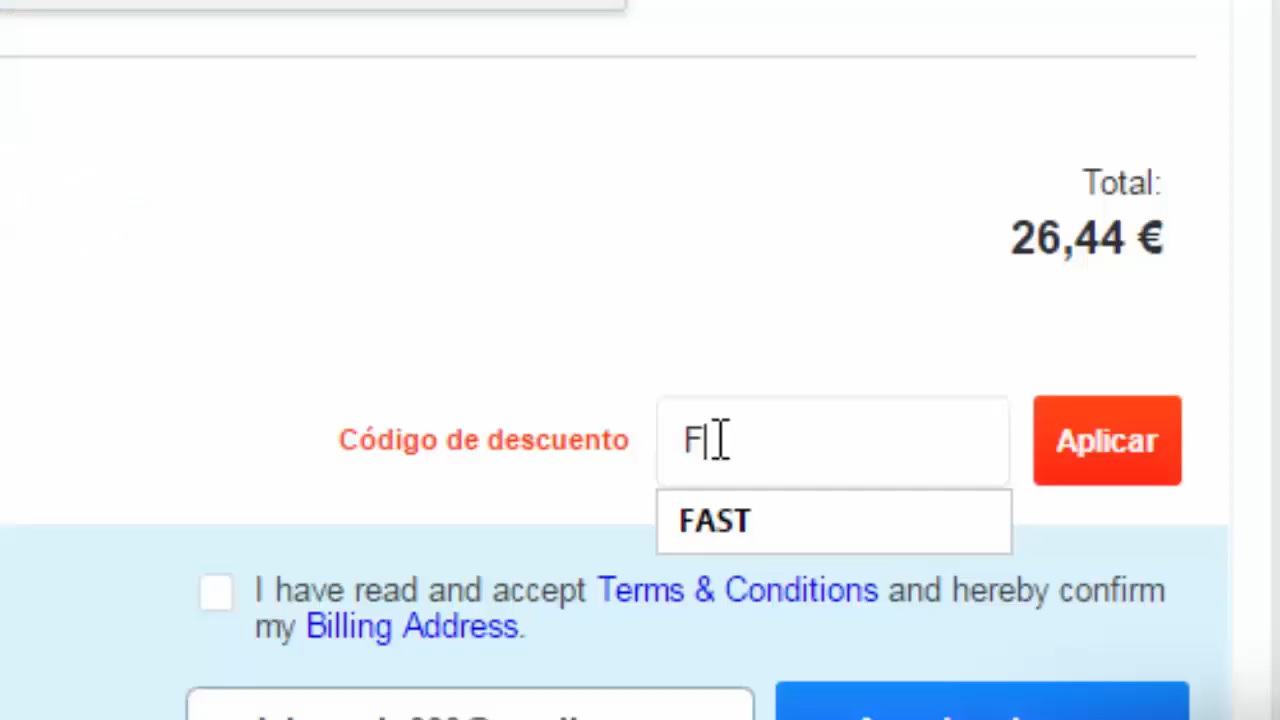 Total:
26,44 €
Código de descuento
F
Aplicar
FAST
I have read and accept Terms & Conditions and hereby confirm
my Billing Address.